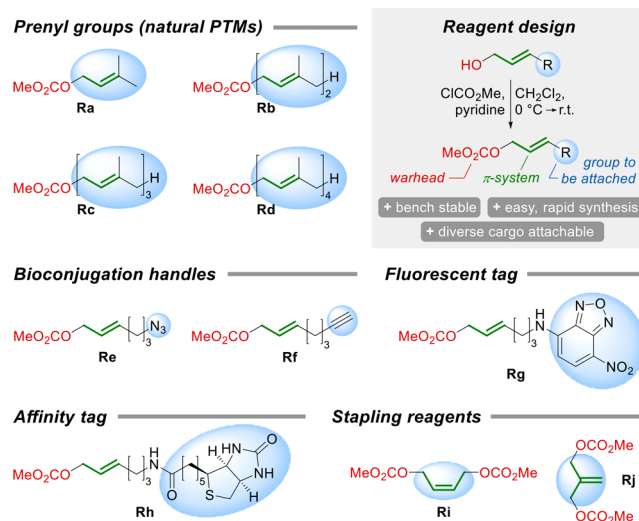 Prenyl groups (natural PTMs)
MeO₂CO
Ra
MeO₂CO
H
2
Rb
MeO₂CO
H
3
Rc
MeO₂CO
H
4
Rd
Reagent design
HO
R
ClCO₂Me,
pyridine
CH₂Cl₂,
0 °C → r.t.
MeO₂CO
R
warhead
π-system
group to
be attached
+ bench stable
+ easy, rapid synthesis
+ diverse cargo attachable
Bioconjugation handles
MeO₂CO
3
N₃
Re
MeO₂CO
3
Rf
Fluorescent tag
MeO₂CO
3
H
N
N
O
N
NO₂
Rg
Affinity tag
MeO₂CO
3
H
N
O
5
S
H
H
HN
NH
O
Rh
Stapling reagents
MeO₂CO
OCO₂Me
Ri
OCO₂Me
OCO₂Me
Rj